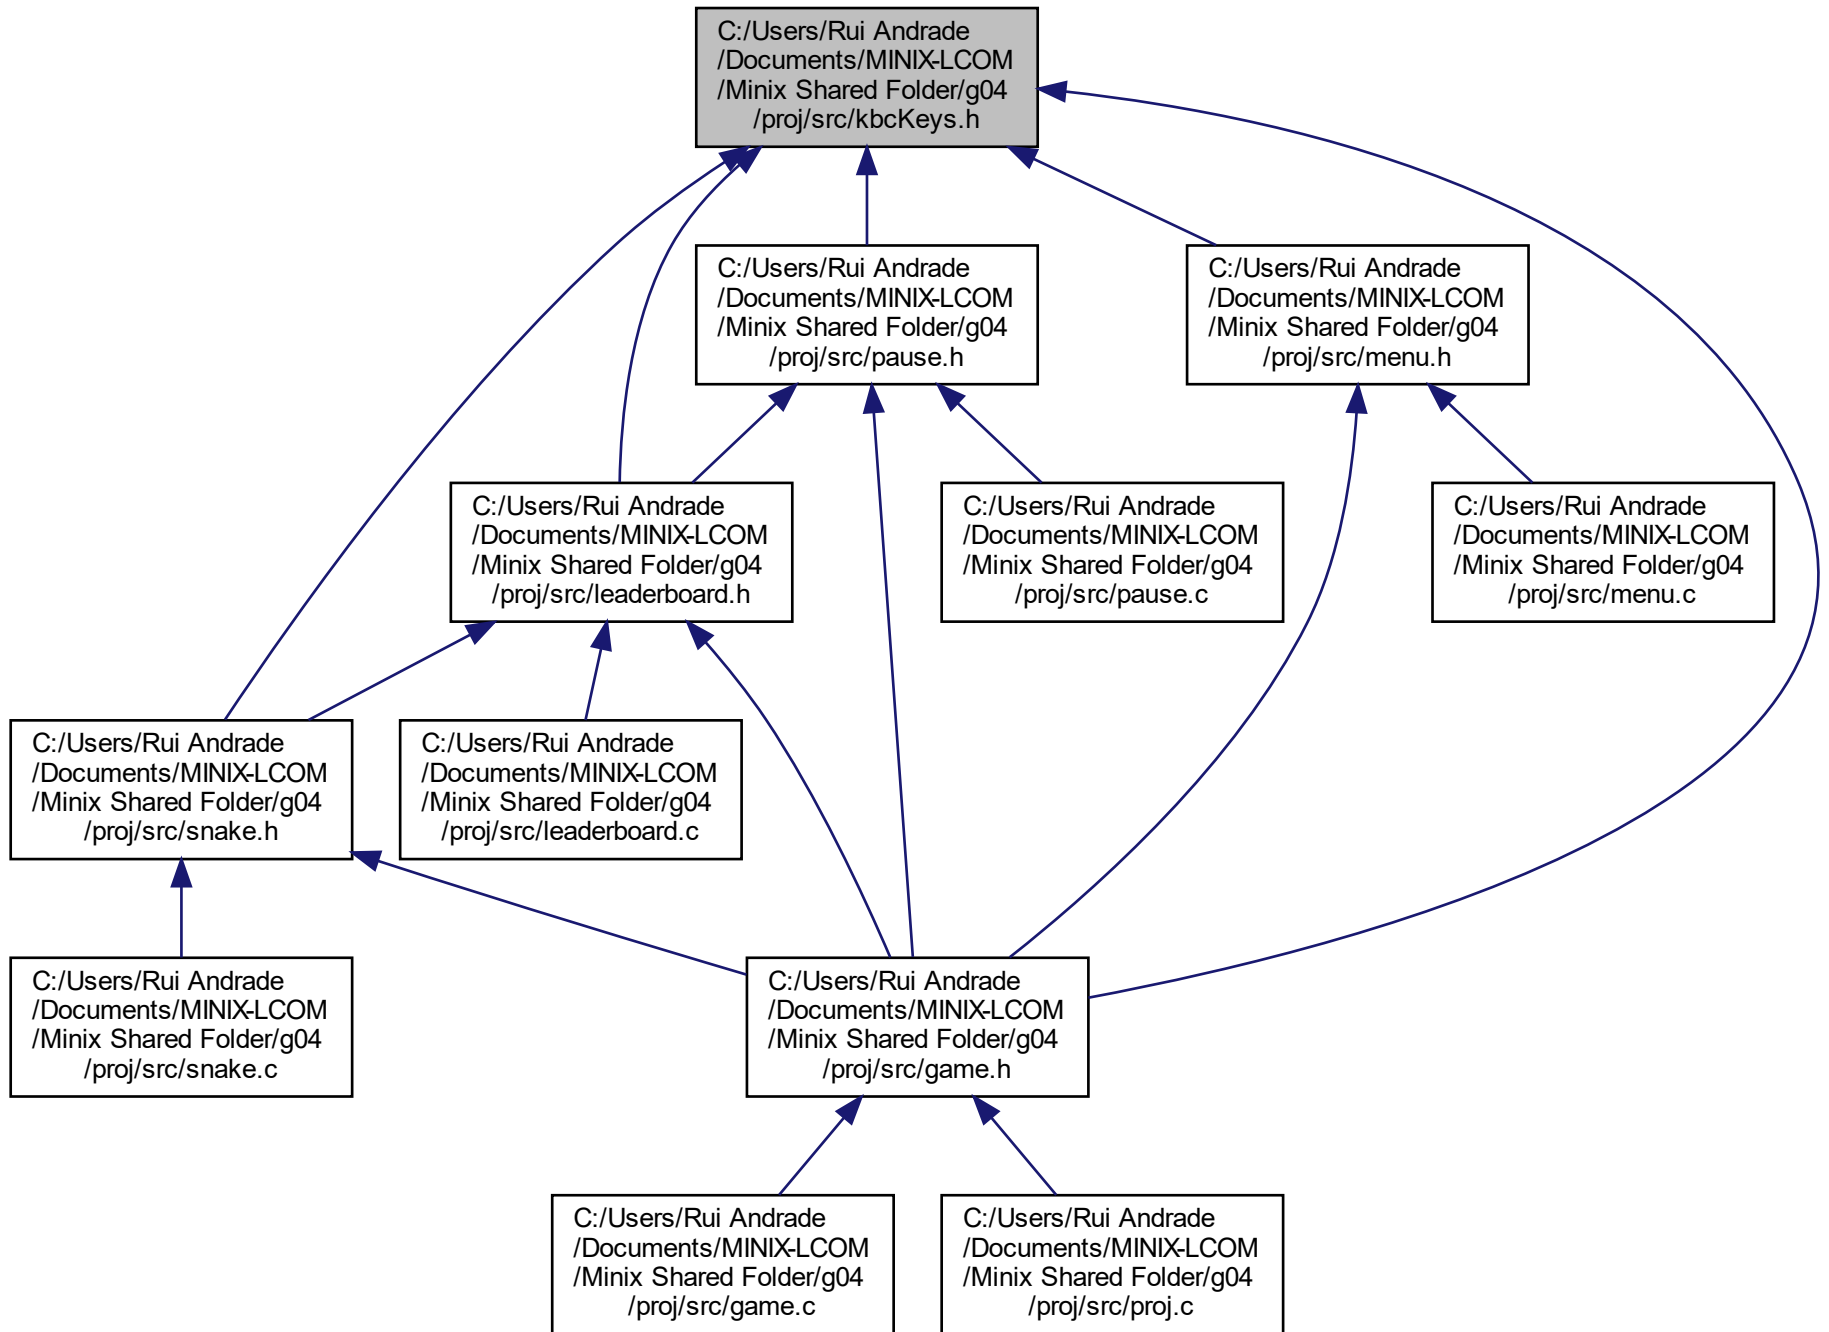 C:/Users/Rui Andrade
/Documents/MINIX-LCOM
/Minix Shared Folder/g04
/proj/src/kbcKeys.h
C:/Users/Rui Andrade
/Documents/MINIX-LCOM
/Minix Shared Folder/g04
/proj/src/pause.h
C:/Users/Rui Andrade
/Documents/MINIX-LCOM
/Minix Shared Folder/g04
/proj/src/menu.h
C:/Users/Rui Andrade
/Documents/MINIX-LCOM
/Minix Shared Folder/g04
/proj/src/leaderboard.h
C:/Users/Rui Andrade
/Documents/MINIX-LCOM
/Minix Shared Folder/g04
/proj/src/pause.c
C:/Users/Rui Andrade
/Documents/MINIX-LCOM
/Minix Shared Folder/g04
/proj/src/menu.c
C:/Users/Rui Andrade
/Documents/MINIX-LCOM
/Minix Shared Folder/g04
/proj/src/snake.h
C:/Users/Rui Andrade
/Documents/MINIX-LCOM
/Minix Shared Folder/g04
/proj/src/leaderboard.c
C:/Users/Rui Andrade
/Documents/MINIX-LCOM
/Minix Shared Folder/g04
/proj/src/snake.c
C:/Users/Rui Andrade
/Documents/MINIX-LCOM
/Minix Shared Folder/g04
/proj/src/game.h
C:/Users/Rui Andrade
/Documents/MINIX-LCOM
/Minix Shared Folder/g04
/proj/src/game.c
C:/Users/Rui Andrade
/Documents/MINIX-LCOM
/Minix Shared Folder/g04
/proj/src/proj.c